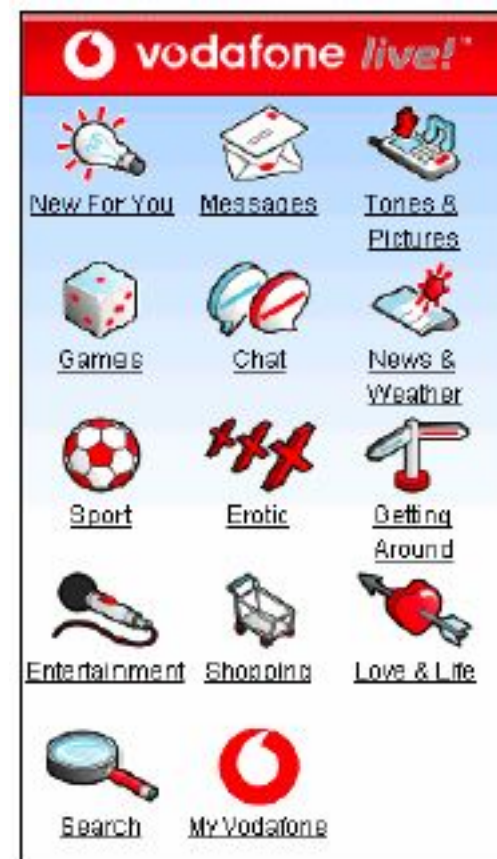 vodafone live!™
New For You Messages Tones &
Pictures
Games Chat News &
Weather
Sport Erotic Getting
Around
Entertainment Shopping Love & Life
Search My Vodafone